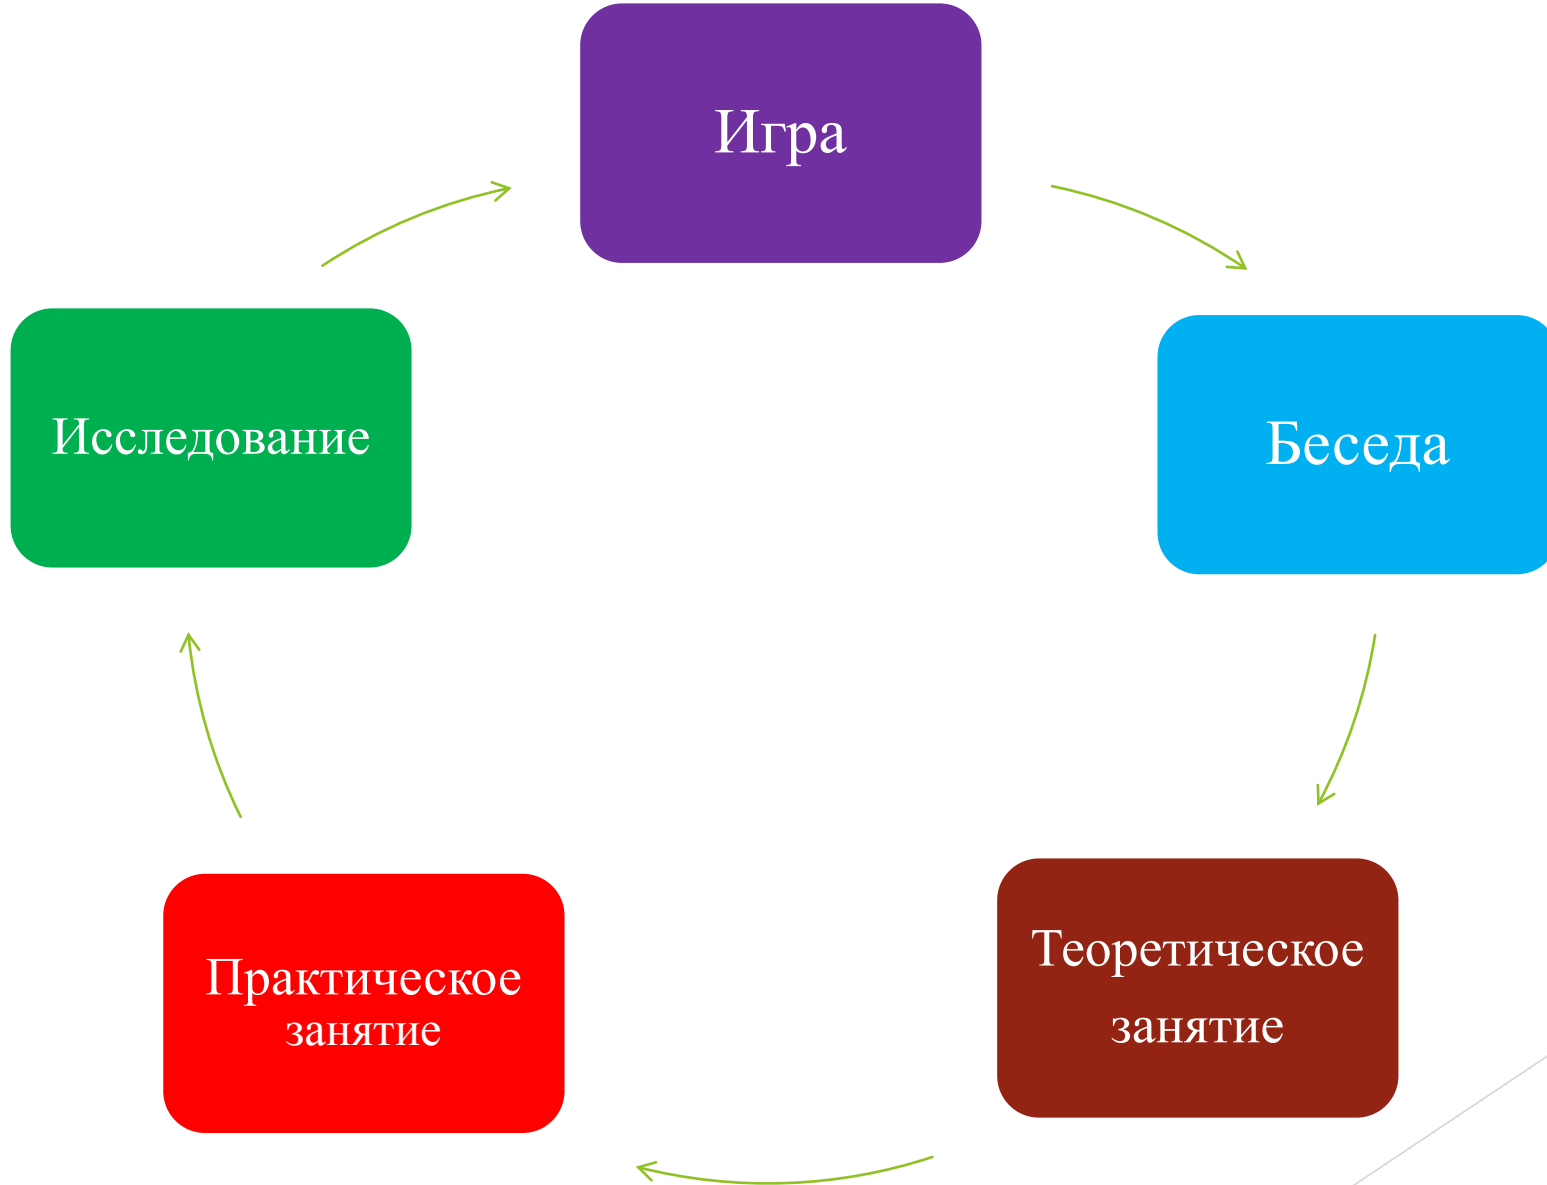 Игра
Беседа
Теоретическое
занятие
Практическое
занятие
Исследование